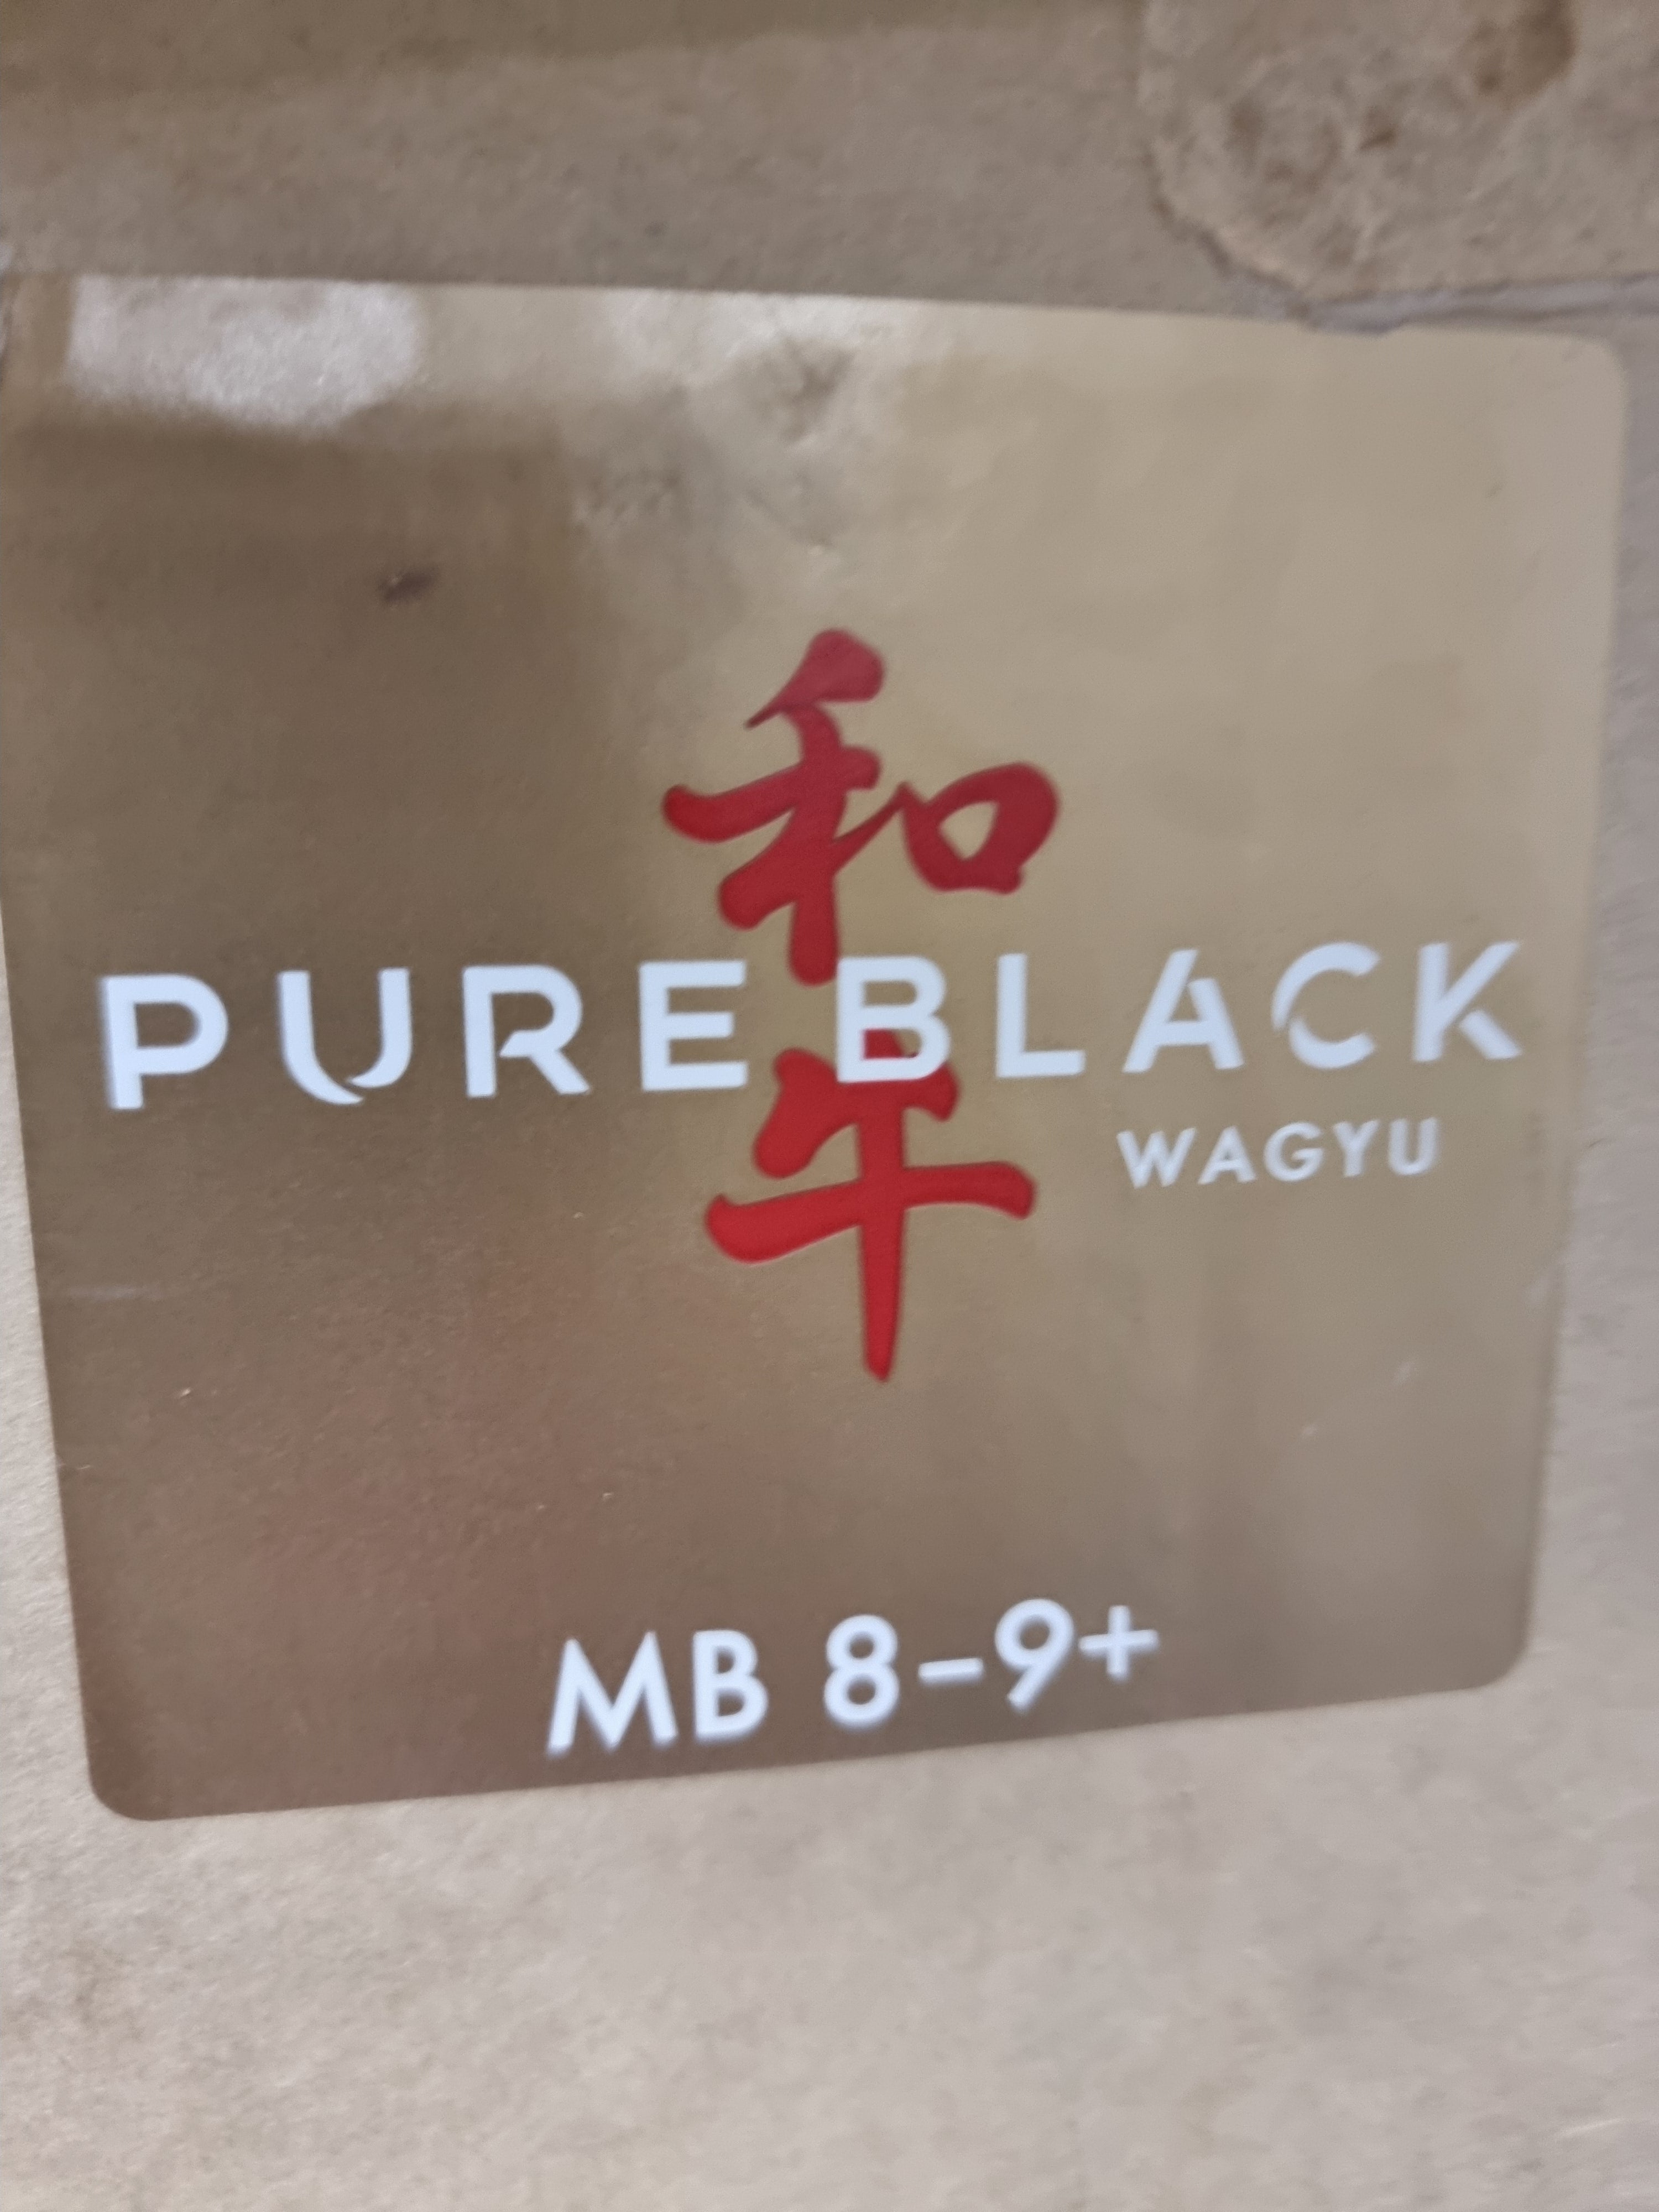 和牛
PURE BLACK
WAGYU
MB 8-9+